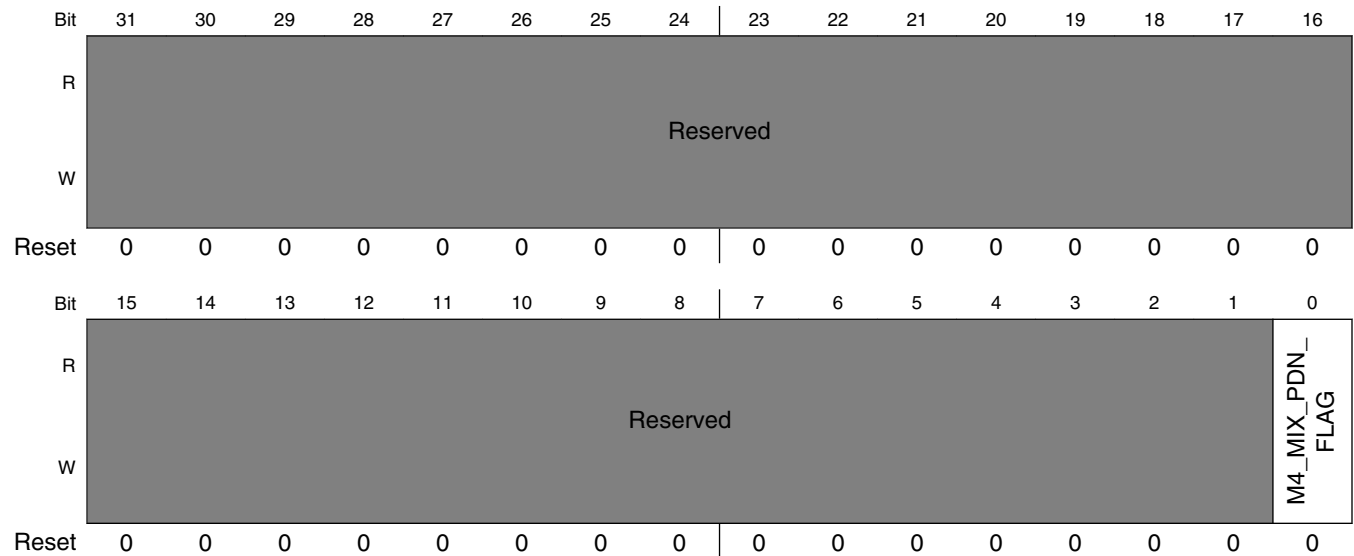 Bit 31 30 29 28 27 26 25 24 23 22 21 20 19 18 17 16
R
Reserved
W
Reset 0 0 0 0 0 0 0 0 0 0 0 0 0 0 0 0
Bit 15 14 13 12 11 10 9 8 7 6 5 4 3 2 1 0
R
Reserved
M4_MIX_PDN_
FLAG
W
Reset 0 0 0 0 0 0 0 0 0 0 0 0 0 0 0 0